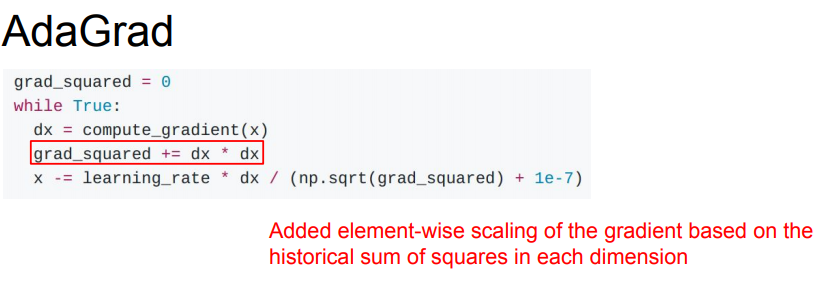 AdaGrad
grad_squared = 0
while True:
  dx = compute_gradient(x)
  grad_squared += dx * dx
  x -= learning_rate * dx / (np.sqrt(grad_squared) + 1e-7)
Added element-wise scaling of the gradient based on the
historical sum of squares in each dimension